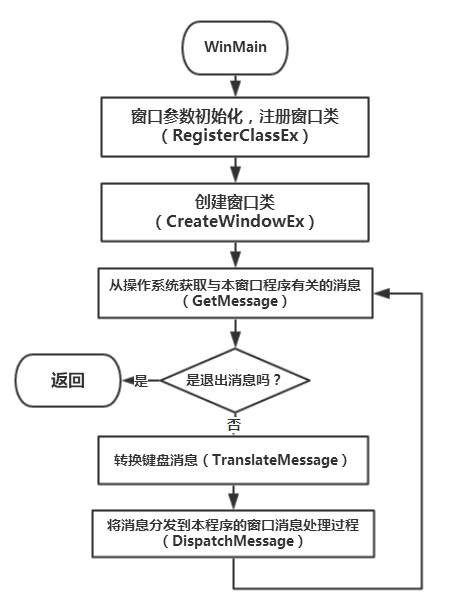 WinMain
窗口参数初始化，注册窗口类
（RegisterClassEx）
创建窗口类
（CreateWindowEx）
从操作系统获取与本窗口程序有关的消息
（GetMessage）
返回
是
是退出消息吗？
否
转换键盘消息（TranslateMessage）
将消息分发到本程序的窗口消息处理过程
（DispatchMessage）